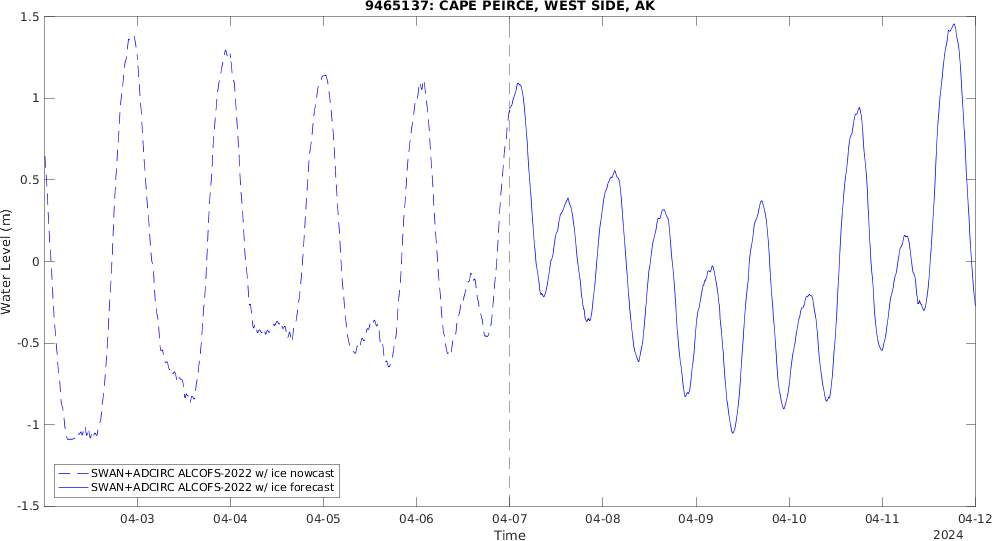 9465137: CAPE PEIRCE, WEST SIDE, AK
1.5
1
0.5
0
-0.5
-1
-1.5
Water Level (m)
SWAN+ADCIRC ALCOFS-2022 w/ ice nowcast
SWAN+ADCIRC ALCOFS-2022 w/ ice forecast
04-03 04-04 04-05 04-06 04-07 04-08 04-09 04-10 04-11 04-12
Time
2024